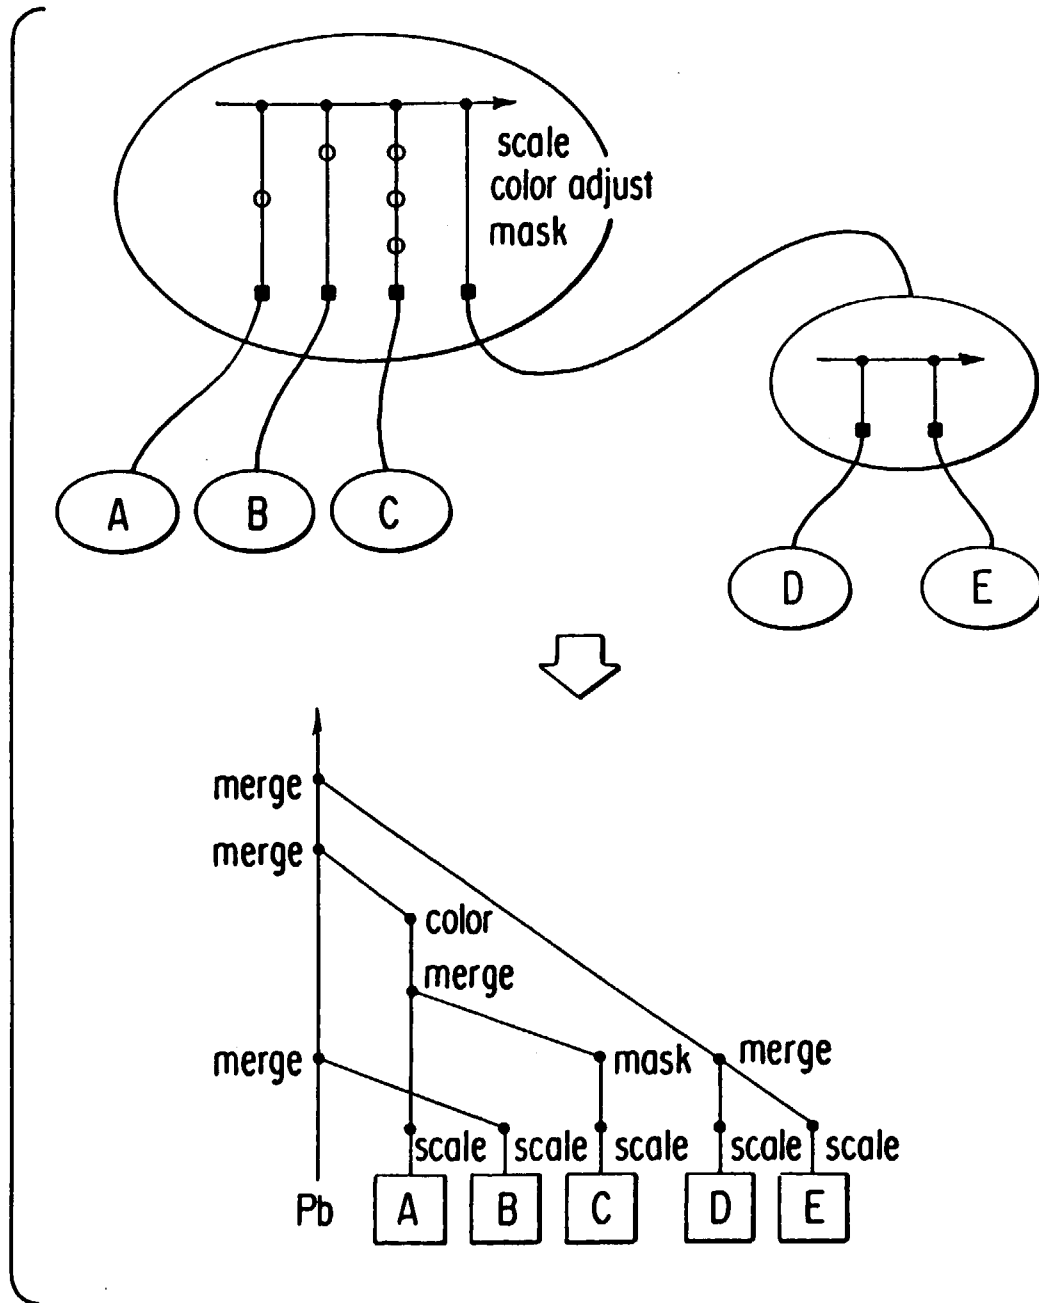 scale
color adjust
mask
A B C
D E
merge
merge
color
merge
merge
mask merge
scale scale scale scale scale
Pb A B C D E